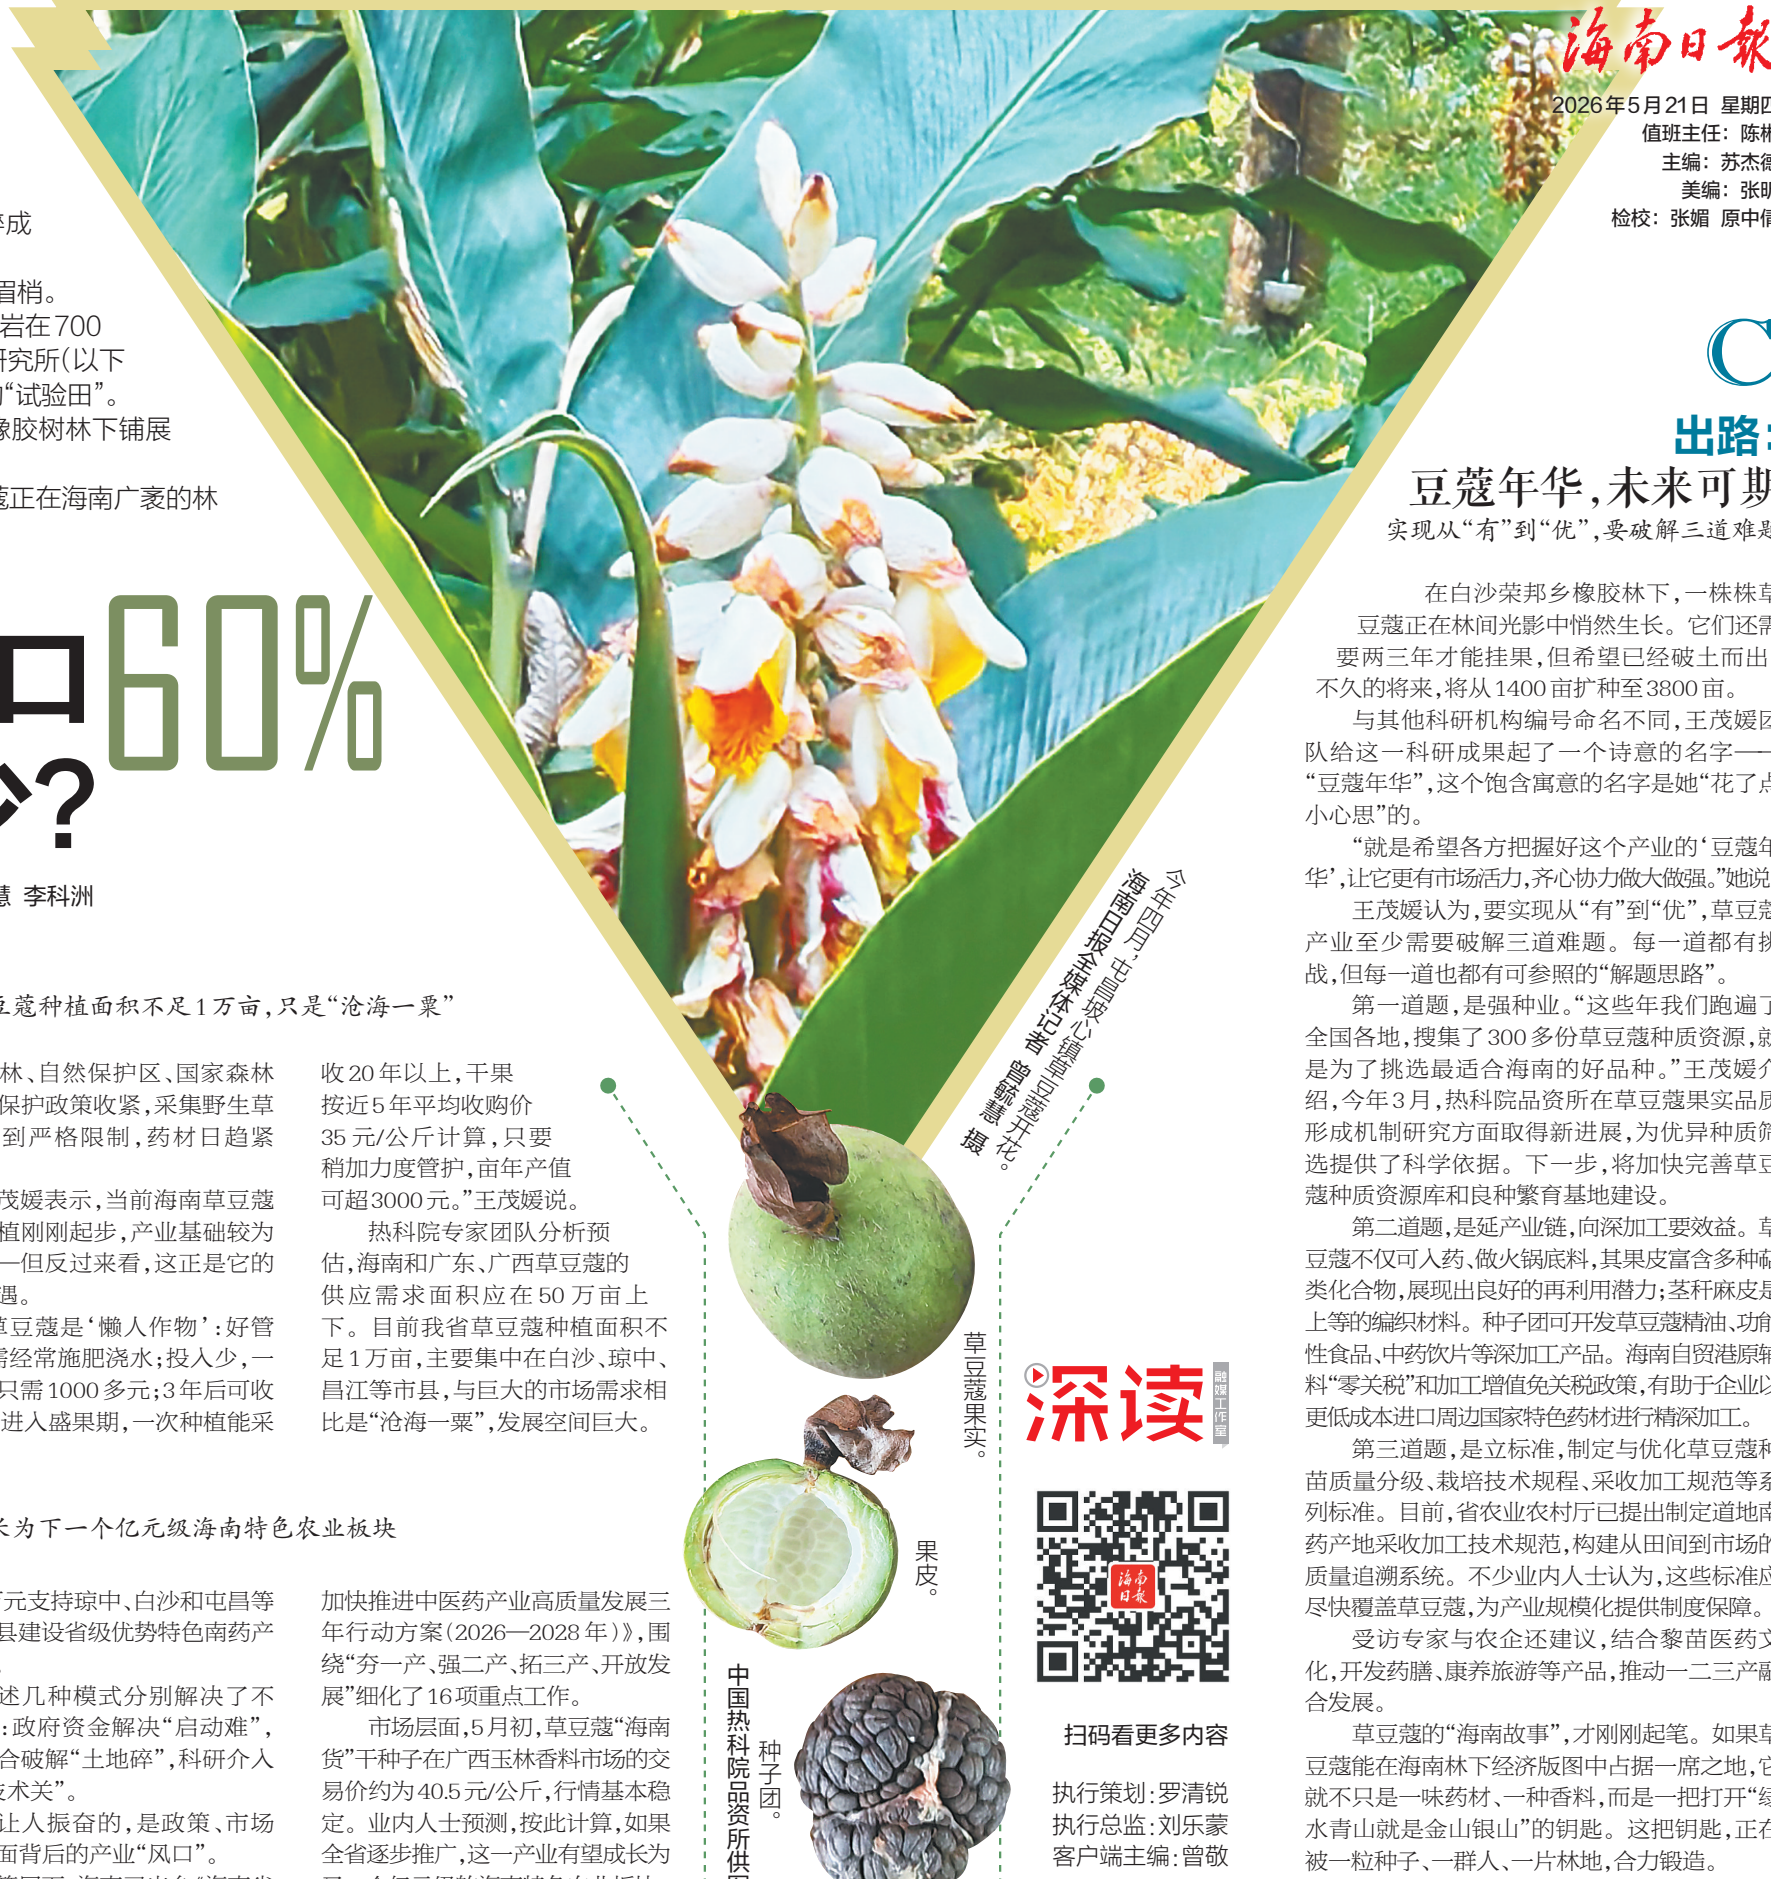 海南日报
2026年5月21日 星期四
值班主任：陈彬
主编：苏杰德
美编：张昕
检校：张媚 原中倩
成
眉梢。
岩在700
研究所(以下
“试验田”。
橡胶树林下铺展
蔻正在海南广袤的林
口60%
少?
慧 李科洲
豆蔻种植面积不足1万亩,只是“沧海一粟”
林、自然保护区、国家森林
保护政策收紧,采集野生草
到严格限制,药材日趋紧
茂媛表示,当前海南草豆蔻
植刚刚起步,产业基础较为
—但反过来看,这正是它的
遇。
草豆蔻是‘懒人作物’:好管
需经常施肥浇水;投入少,一
只需1000多元;3年后可收
进入盛果期,一次种植能采
收20年以上,干果
按近5年平均收购价
35元/公斤计算,只要
稍加力度管护,亩年产值
可超3000元。”王茂媛说。
热科院专家团队分析预
估,海南和广东、广西草豆蔻的
供应需求面积应在50万亩上
下。目前我省草豆蔻种植面积不
足1万亩,主要集中在白沙、琼中、
昌江等市县,与巨大的市场需求相
比是“沧海一粟”,发展空间巨大。
长为下一个亿元级海南特色农业板块
万元支持琼中、白沙和屯昌等
县建设省级优势特色南药产
述几种模式分别解决了不
:政府资金解决“启动难”,
合破解“土地碎”,科研介入
技术关”。
让人振奋的,是政策、市场
面背后的产业“风口”。
加快推进中医药产业高质量发展三
年行动方案(2026—2028年)》,围
绕“夯一产、强二产、拓三产、开放发
展”细化了16项重点工作。
市场层面,5月初,草豆蔻“海南
货”干种子在广西玉林香料市场的交
易价约为40.5元/公斤,行情基本稳
定。业内人士预测,按此计算,如果
全省逐步推广,这一产业有望成长为
下一个亿元级的海南特色农业板块
今年四月,屯昌坡心镇草豆蔻开花。
海南日报全媒体记者 曾毓慧 摄
草豆蔻果实。
果皮。
种子团。
中国热科院品资所供图
深读
融媒工作室
海南日报
扫码看更多内容
执行策划:罗清锐
执行总监:刘乐蒙
客户端主编:曾敬
C
出路:
豆蔻年华,未来可期
实现从“有”到“优”,要破解三道难题
在白沙荣邦乡橡胶林下,一株株草
豆蔻正在林间光影中悄然生长。它们还需
要两三年才能挂果,但希望已经破土而出
不久的将来,将从1400亩扩种至3800亩。
与其他科研机构编号命名不同,王茂媛团
队给这一科研成果起了一个诗意的名字——
“豆蔻年华”,这个饱含寓意的名字是她“花了点
小心思”的。
“就是希望各方把握好这个产业的‘豆蔻年
华’,让它更有市场活力,齐心协力做大做强。”她说
王茂媛认为,要实现从“有”到“优”,草豆蔻
产业至少需要破解三道难题。每一道都有挑
战,但每一道也都有可参照的“解题思路”。
第一道题,是强种业。“这些年我们跑遍了
全国各地,搜集了300多份草豆蔻种质资源,就
是为了挑选最适合海南的好品种。”王茂媛介
绍,今年3月,热科院品资所在草豆蔻果实品质
形成机制研究方面取得新进展,为优异种质筛
选提供了科学依据。下一步,将加快完善草豆
蔻种质资源库和良种繁育基地建设。
第二道题,是延产业链,向深加工要效益。草
豆蔻不仅可入药、做火锅底料,其果皮富含多种萜
类化合物,展现出良好的再利用潜力;茎秆麻皮是
上等的编织材料。种子团可开发草豆蔻精油、功能
性食品、中药饮片等深加工产品。海南自贸港原辅
料“零关税”和加工增值免关税政策,有助于企业以
更低成本进口周边国家特色药材进行精深加工。
第三道题,是立标准,制定与优化草豆蔻种
苗质量分级、栽培技术规程、采收加工规范等系
列标准。目前,省农业农村厅已提出制定道地南
药产地采收加工技术规范,构建从田间到市场的
质量追溯系统。不少业内人士认为,这些标准应
尽快覆盖草豆蔻,为产业规模化提供制度保障。
受访专家与农企还建议,结合黎苗医药文
化,开发药膳、康养旅游等产品,推动一二三产融
合发展。
草豆蔻的“海南故事”,才刚刚起笔。如果草
豆蔻能在海南林下经济版图中占据一席之地,它
就不只是一味药材、一种香料,而是一把打开“绿
水青山就是金山银山”的钥匙。这把钥匙,正在
被一粒种子、一群人、一片林地,合力锻造。